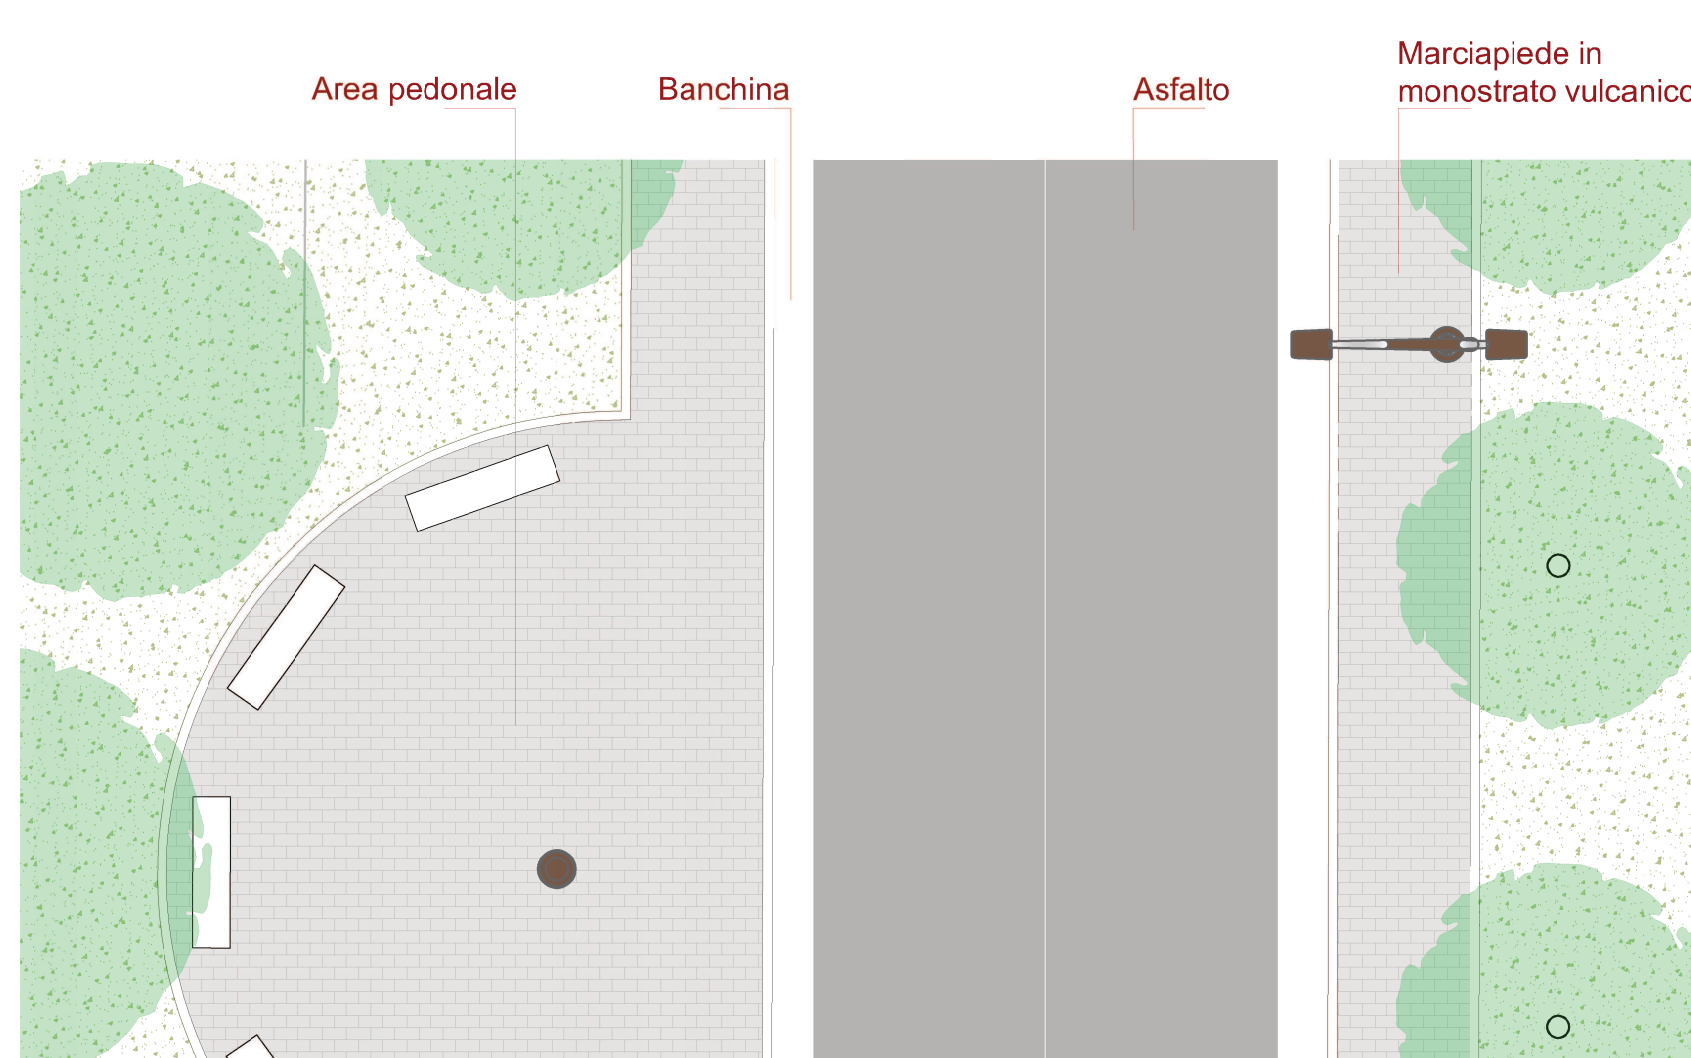 Area pedonale
Banchina
Asfalto
Marciapiede in
monostrato vulcanico